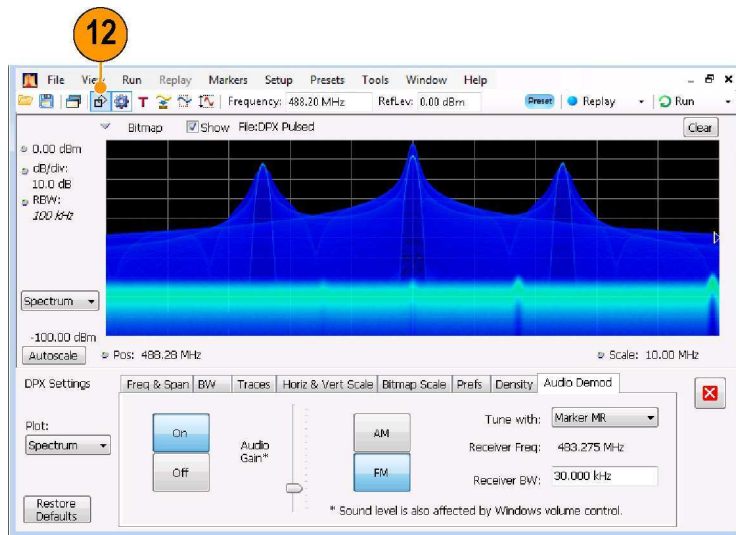 12
File View Run Replay Markers Setup Presets Tools Window Help
T Frequency: 488.20 MHz RefLev: 0.00 dBm Preset Replay Run
Bitmap Show File:DPX Pulsed Clear
0.00 dBm
dB/div:
10.0 dB
RBW:
100 kHz
Spectrum
-100.00 dBm
Autoscale Pos: 488.28 MHz Scale: 10.00 MHz
DPX Settings Freq & Span BW Traces Horiz & Vert Scale Bitmap Scale Prefs Density Audio Demod
Plot:
Spectrum
On
Off
Audio
Gain*
AM
FM
Tune with: Marker MR
Receiver Freq: 483.275 MHz
Receiver BW: 30.000 kHz
* Sound level is also affected by Windows volume control.
Restore
Defaults